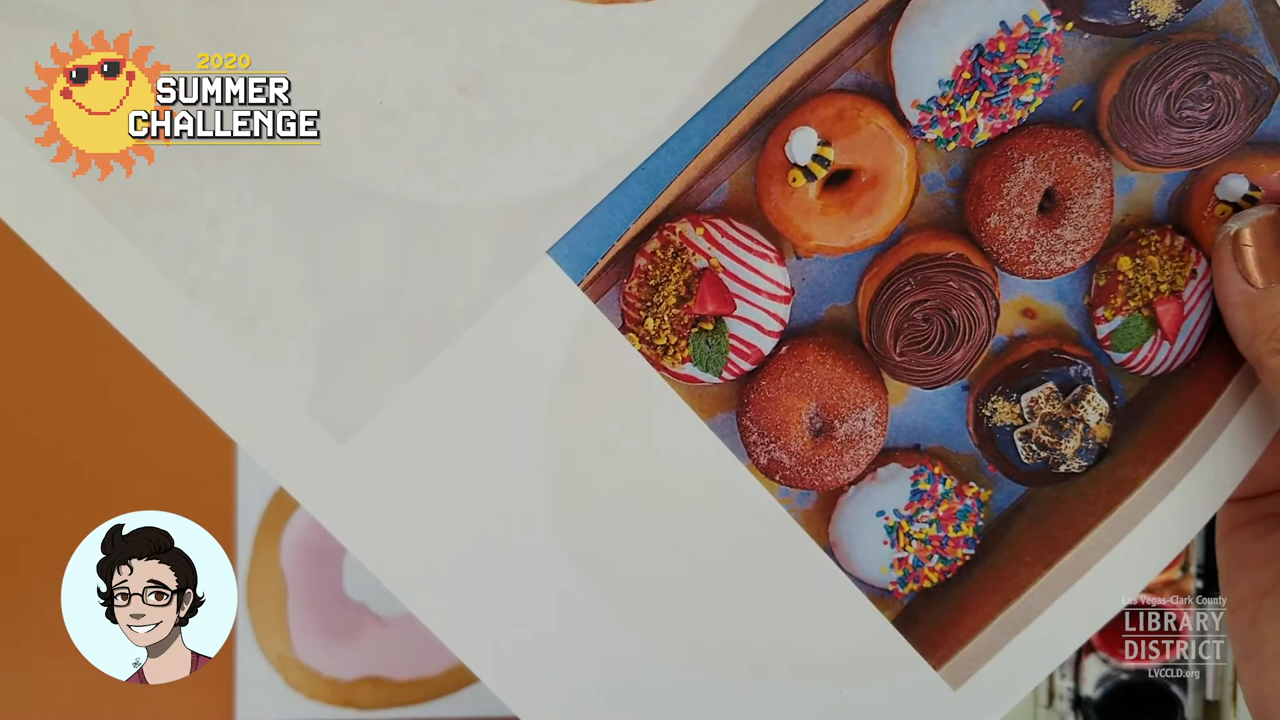 2020
SUMMER
CHALLENGE
Las Vegas-Clark County
LIBRARY
DISTRICT
LVCCLD.org